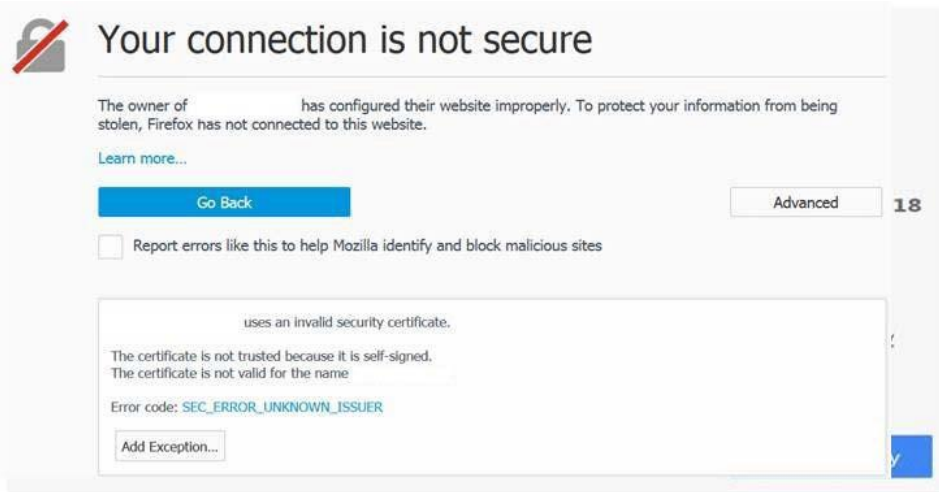 Your connection is not secure
The owner of has configured their website improperly. To protect your information from being
stolen, Firefox has not connected to this website.
Learn more...
Go Back
Advanced
18
Report errors like this to help Mozilla identify and block malicious sites
uses an invalid security certificate.
The certificate is not trusted because it is self-signed.
The certificate is not valid for the name
Error code: SEC_ERROR_UNKNOWN_ISSUER
Add Exception...
y